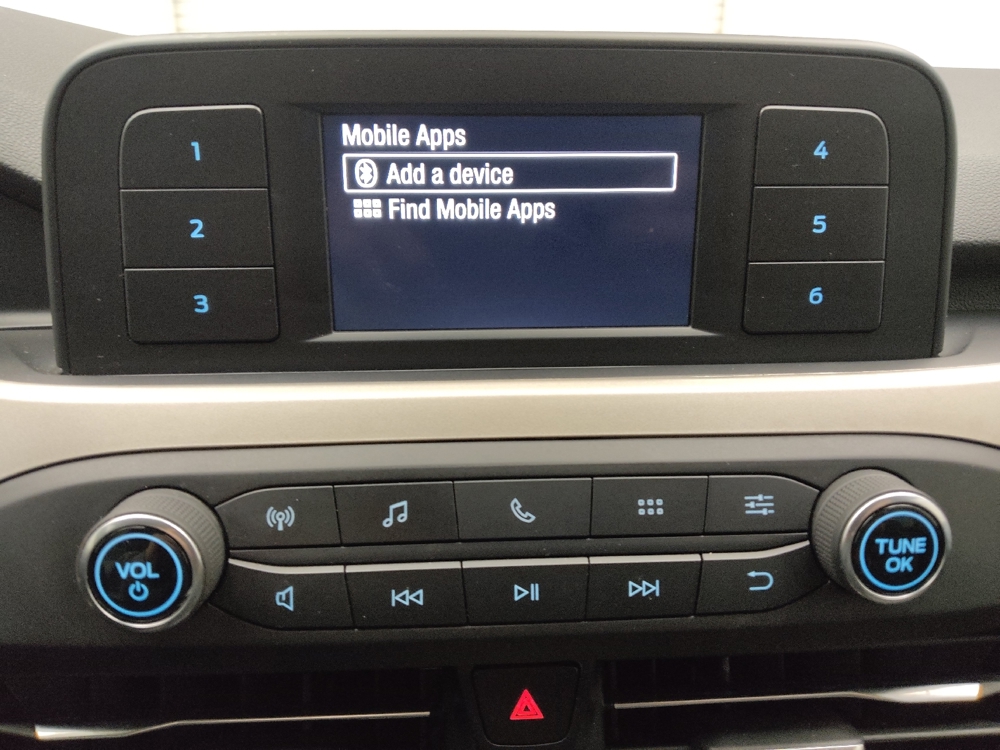 Mobile Apps
Add a device
Find Mobile Apps
1
2
3
4
5
6
VOL
TUNE
OK